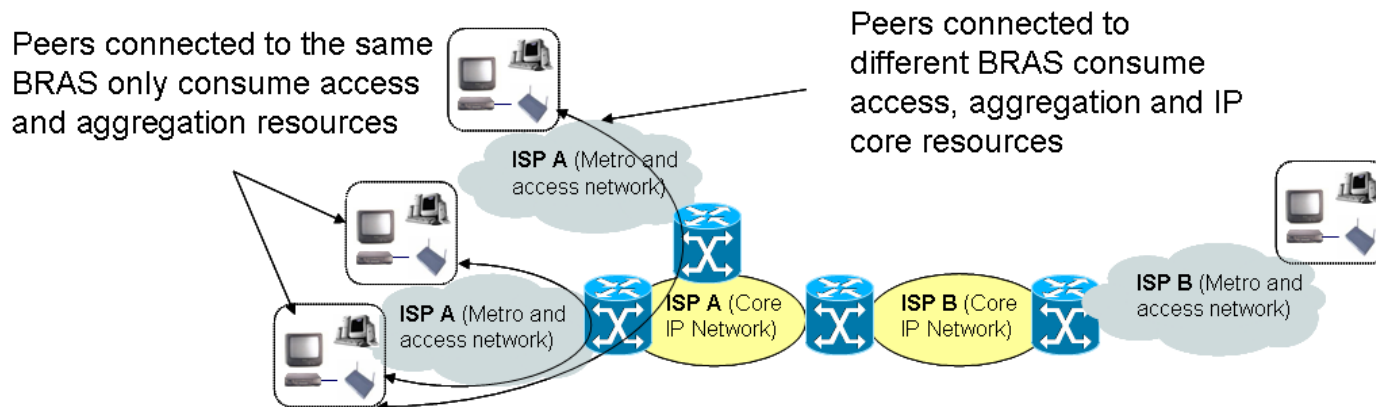 Peers connected to the same
BRAS only consume access
and aggregation resources
Peers connected to
different BRAS consume
access, aggregation and IP
core resources
ISP A (Metro and
access network)
ISP A (Metro and
access network)
ISP A (Core
IP Network)
ISP B (Core
IP Network)
ISP B (Metro and
access network)